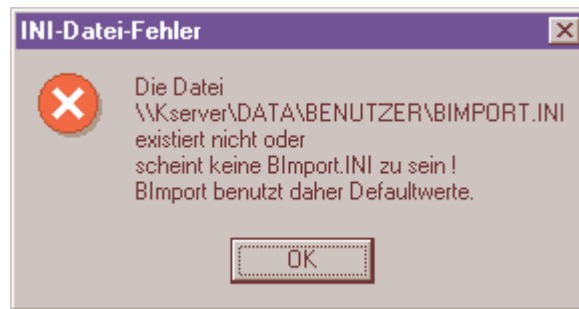 INI-Datei-Fehler
Die Datei
\\Kserver\DATA\BENUTZER\BIMPORT.INI
existiert nicht oder
scheint keine BImport.INI zu sein !
BImport benutzt daher Defaultwerte.
OK